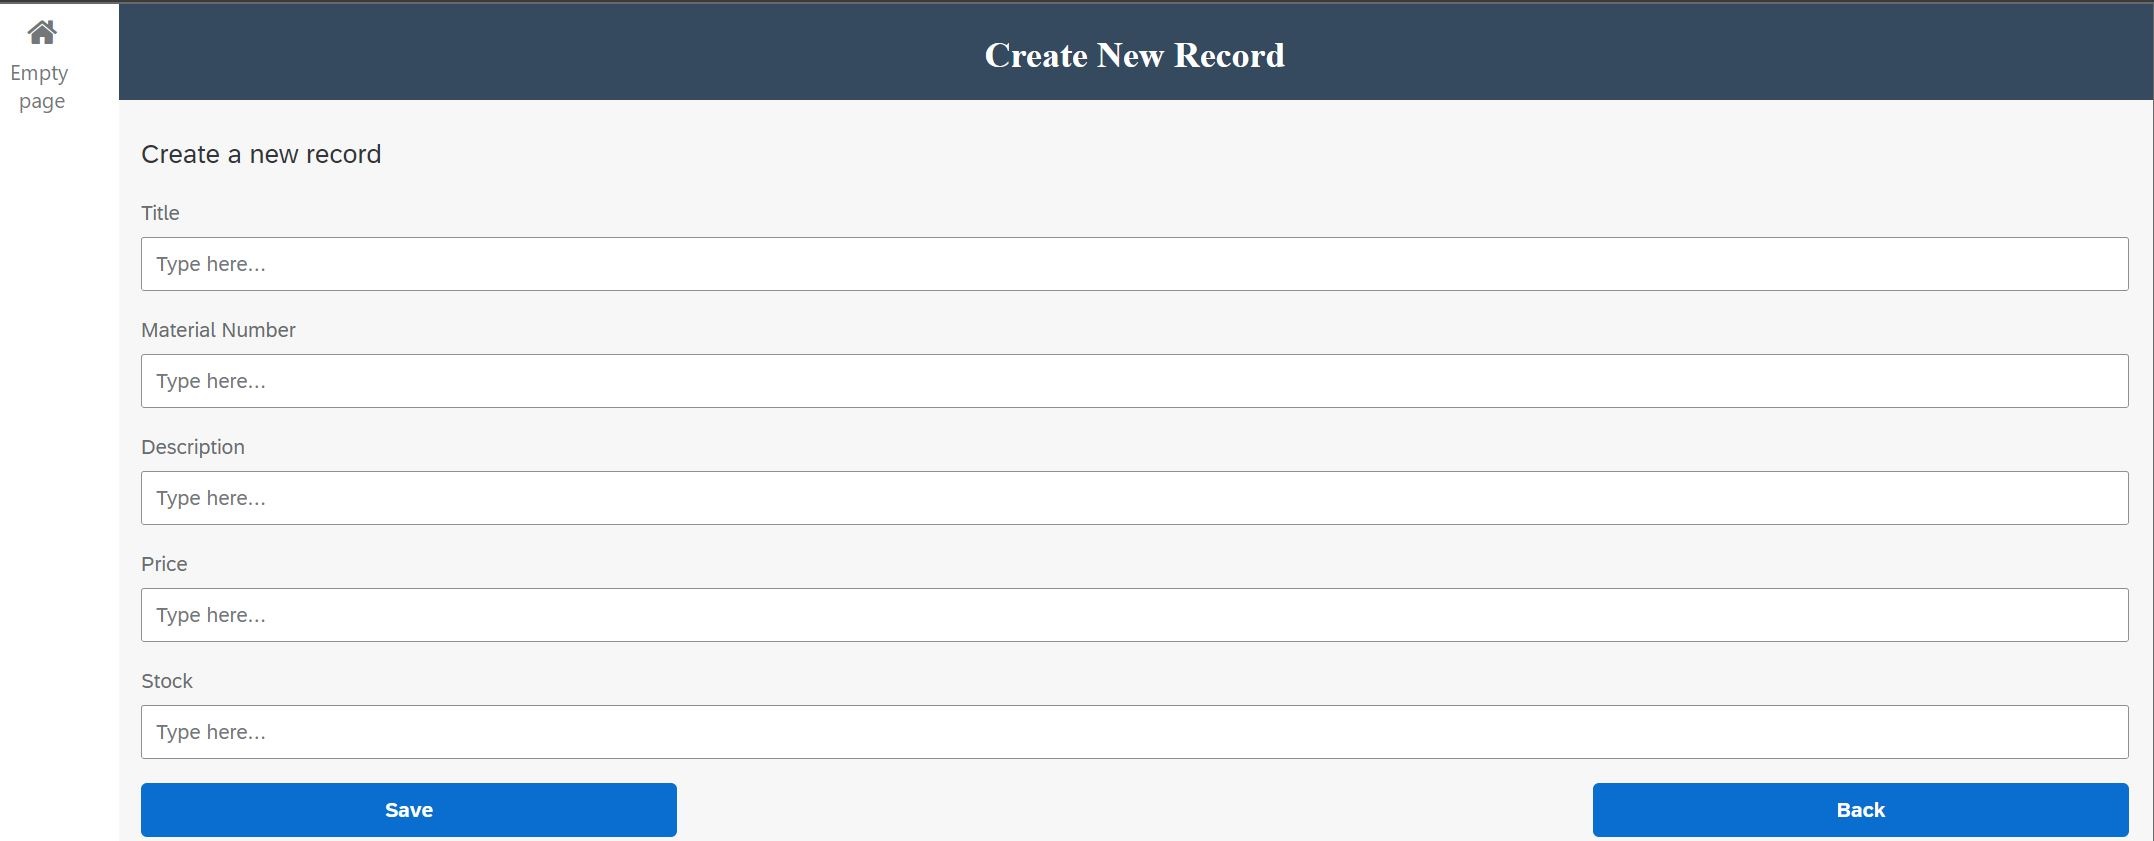 Empty
page
Create New Record
Create a new record
Title
Type here...
Material Number
Type here...
Description
Type here...
Price
Type here...
Stock
Type here...
Save
Back